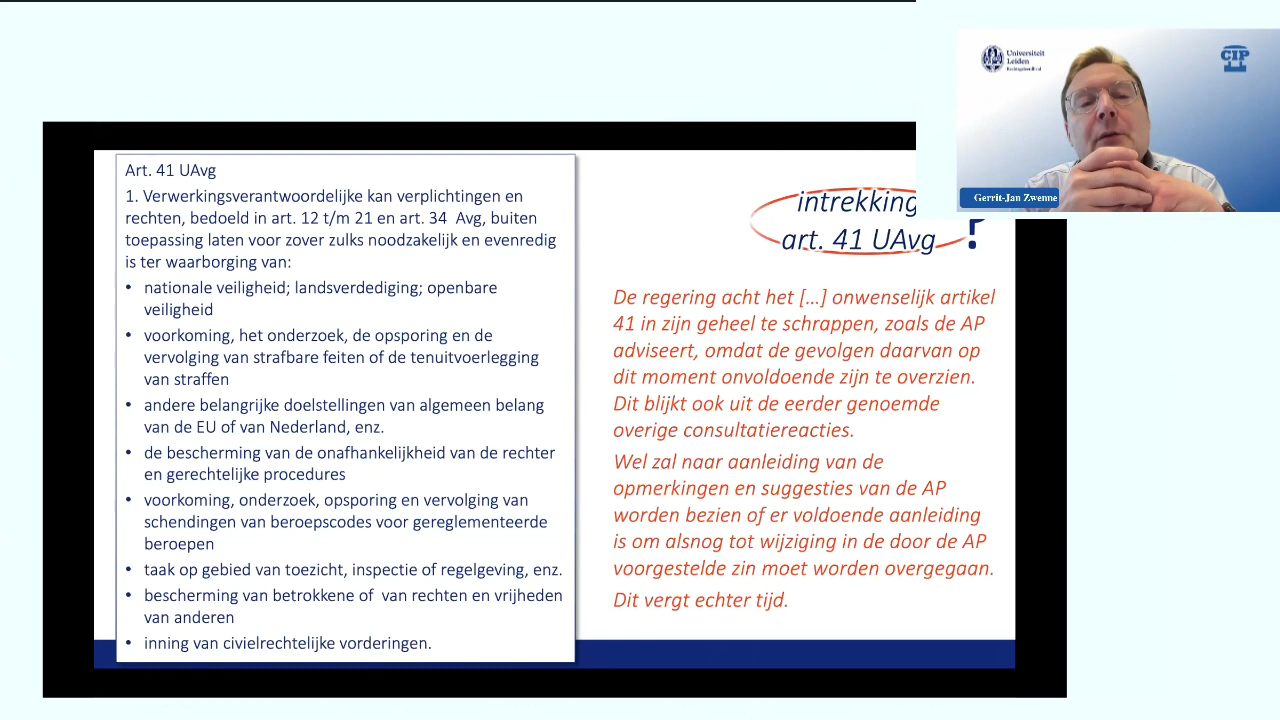 Universiteit
Leiden
Rechtsgeleerdheid
CIP
Gerrit-Jan Zwenne
Art. 41 UAvg
1. Verwerkingsverantwoordelijke kan verplichtingen en
rechten, bedoeld in art. 12 t/m 21 en art. 34 Avg, buiten
toepassing laten voor zover zulks noodzakelijk en evenredig
is ter waarborging van:
• nationale veiligheid; landsverdediging; openbare
veiligheid
• voorkoming, het onderzoek, de opsporing en de
vervolging van strafbare feiten of de tenuitvoerlegging
van straffen
• andere belangrijke doelstellingen van algemeen belang
van de EU of van Nederland, enz.
• de bescherming van de onafhankelijkheid van de rechter
en gerechtelijke procedures
• voorkoming, onderzoek, opsporing en vervolging van
schendingen van beroepscodes voor gereglementeerde
beroepen
• taak op gebied van toezicht, inspectie of regelgeving, enz.
• bescherming van betrokkene of van rechten en vrijheden
van anderen
• inning van civielrechtelijke vorderingen.
intrekking
art. 41 UAvg ?
De regering acht het [...] onwenselijk artikel
41 in zijn geheel te schrappen, zoals de AP
adviseert, omdat de gevolgen daarvan op
dit moment onvoldoende zijn te overzien.
Dit blijkt ook uit de eerder genoemde
overige consultatiereacties.
Wel zal naar aanleiding van de
opmerkingen en suggesties van de AP
worden bezien of er voldoende aanleiding
is om alsnog tot wijziging in de door de AP
voorgestelde zin moet worden overgegaan.
Dit vergt echter tijd.